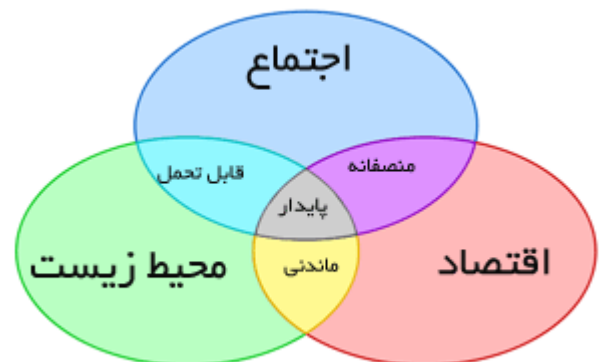 اجتماع
منصفانه
قابل تحمل
پایدار
اقتصاد
ماندنی
محیط زیست